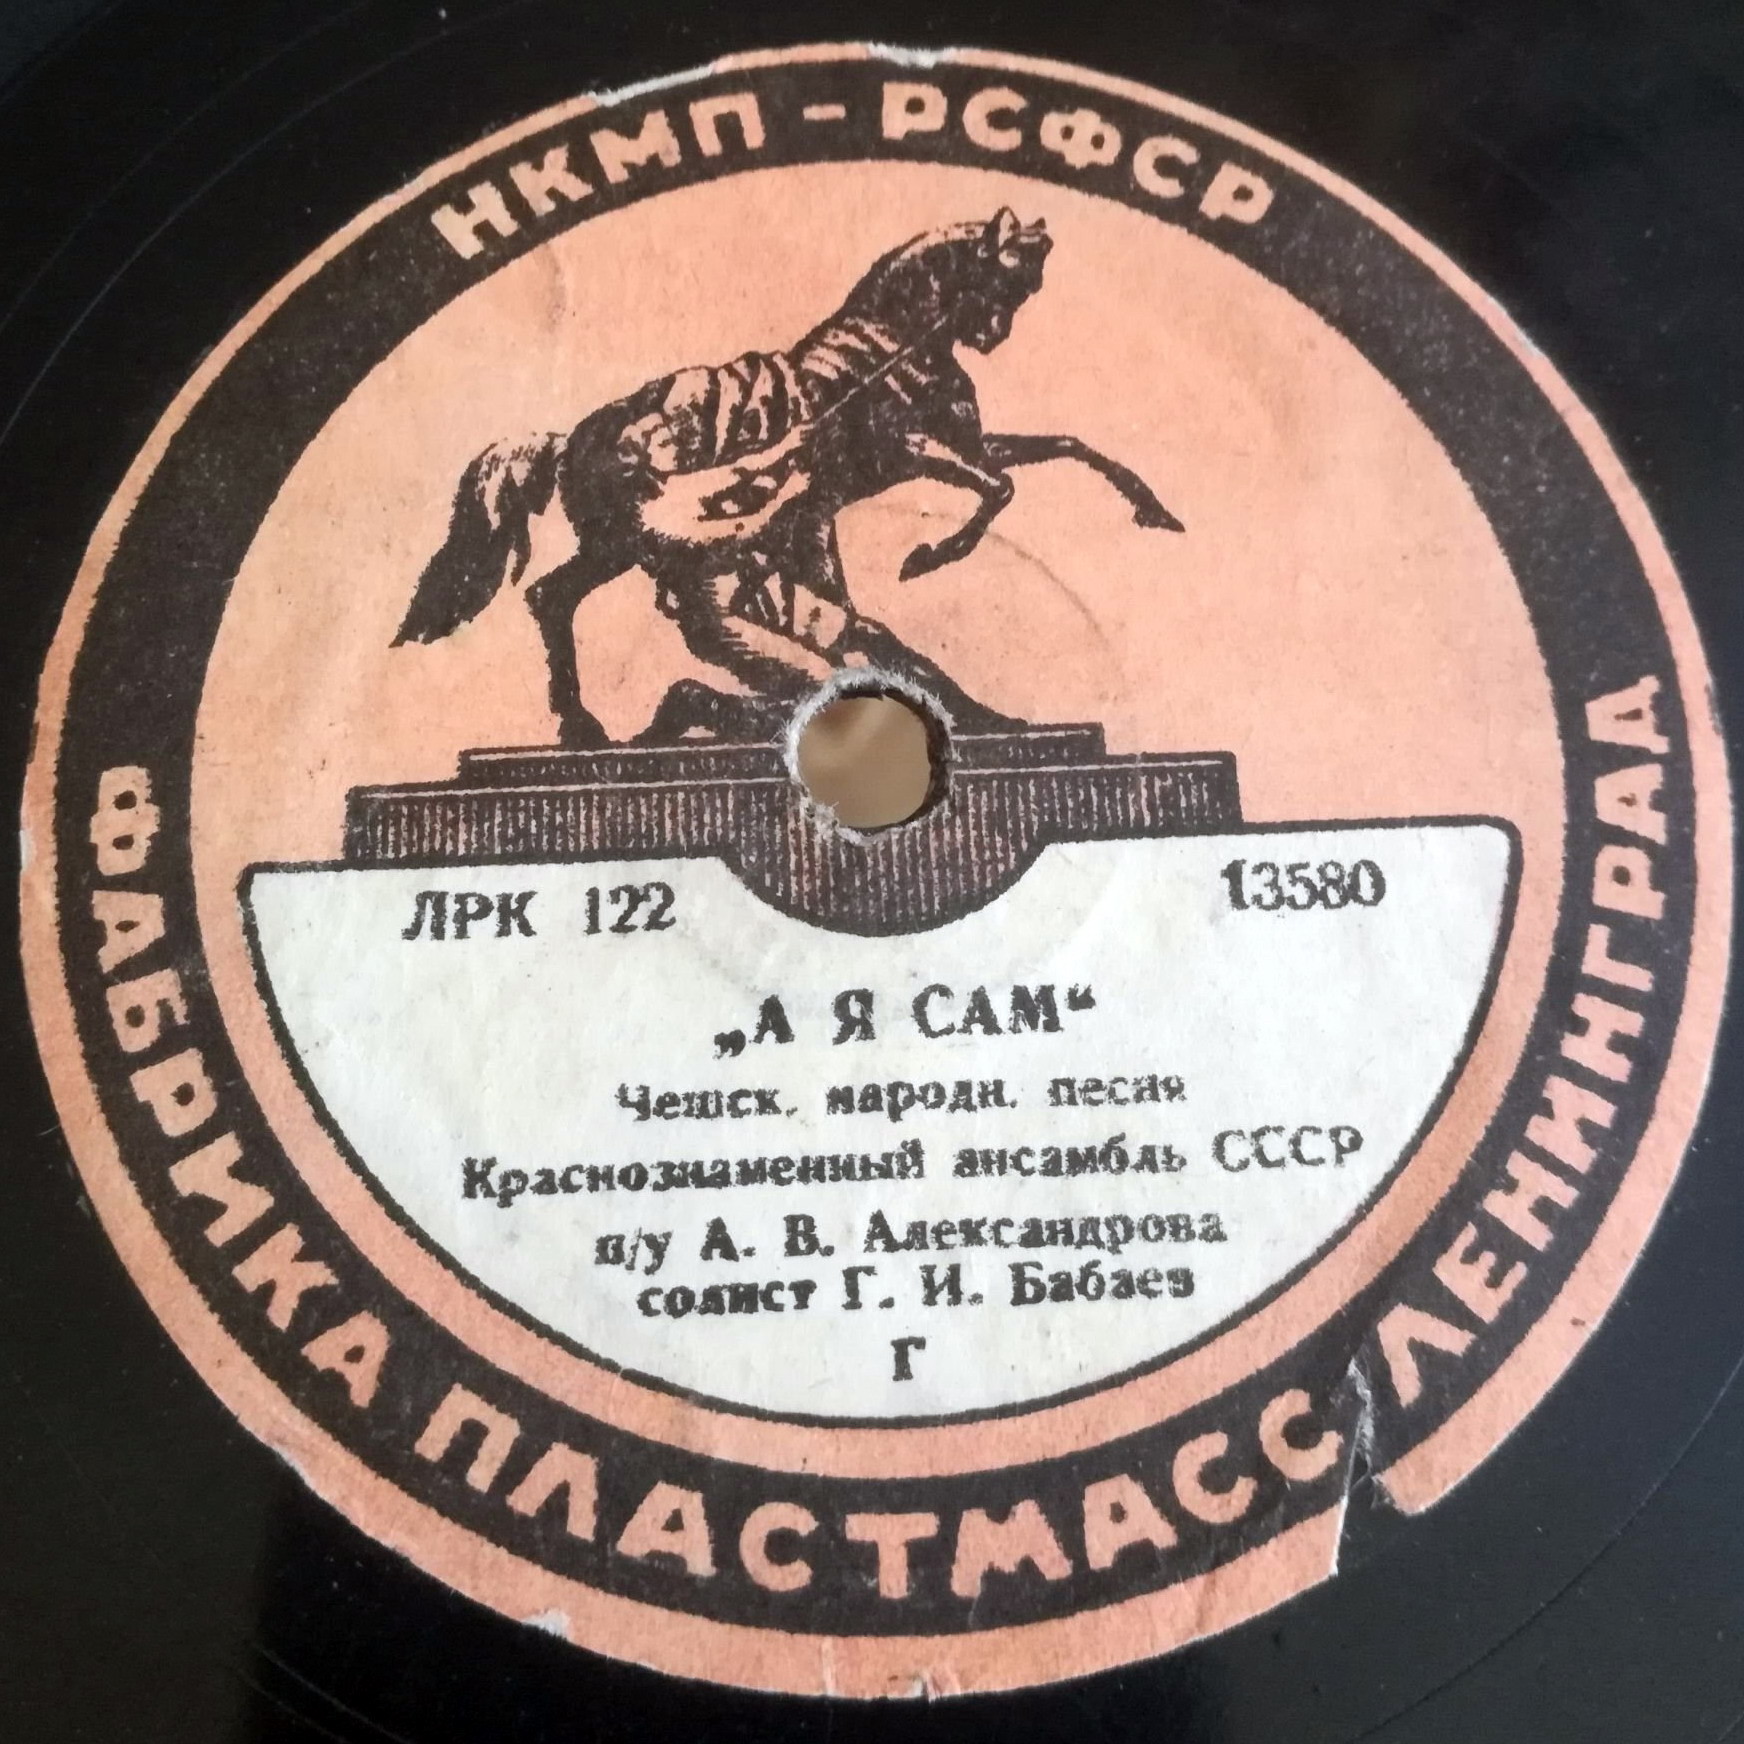 НКМП - РСФСР
ЛРК 122
13580
„А Я САМ“
Чешск. народн. песня
Краснознаменный ансамбль СССР
п/у А. В. Александрова
солист Г. И. Бабаев
Г
ФАБРИКА ПЛАСТМАСС ЛЕНИНГРАД